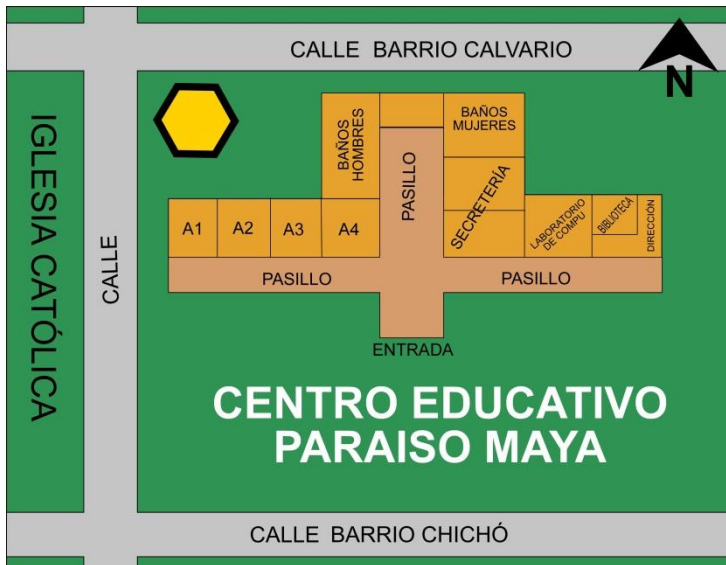 CALLE BARRIO CALVARIO
N
IGLESIA CATÓLICA
CALLE
BAÑOS
HOMBRES
BAÑOS
MUJERES
PASILLO
SECRETERÍA
A1
A2
A3
A4
LABORATORIO
DE COMPU
BIBLIOTECA
DIRECCIÓN
PASILLO
PASILLO
ENTRADA
CENTRO EDUCATIVO
PARAISO MAYA
CALLE BARRIO CHICHÓ